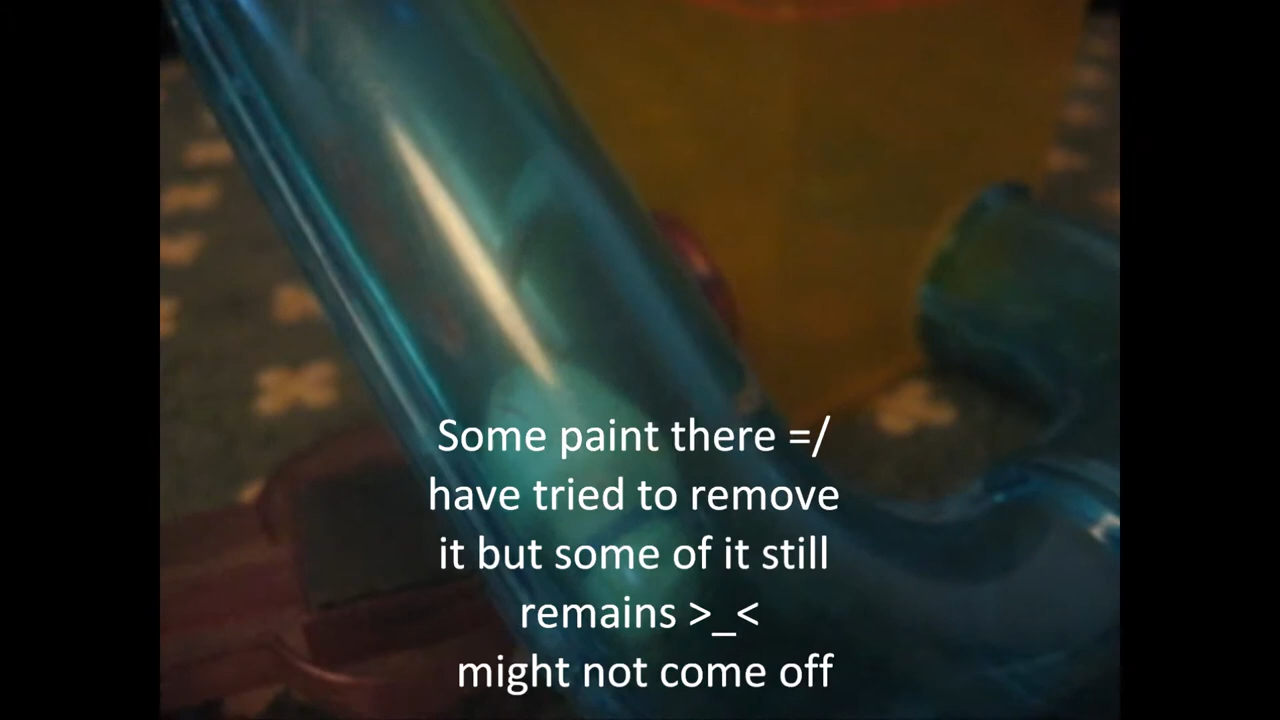 Some paint there =/
have tried to remove
it but some of it still
remains >_<
might not come off